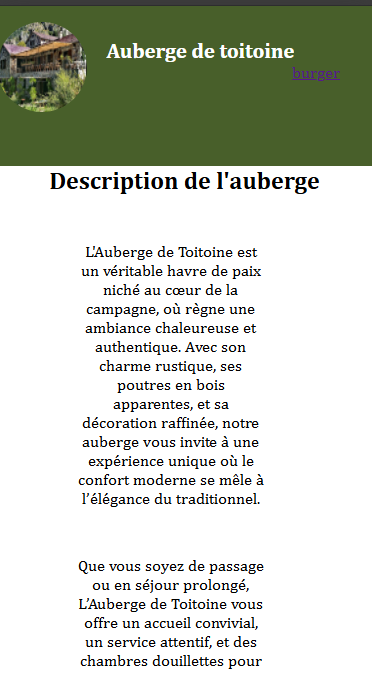 Auberge de toitoine
burger
Description de l'auberge
L'Auberge de Toitoine est
un véritable havre de paix
niché au cœur de la
campagne, où règne une
ambiance chaleureuse et
authentique. Avec son
charme rustique, ses
poutres en bois
apparentes, et sa
décoration raffinée, notre
auberge vous invite à une
expérience unique où le
confort moderne se mêle à
l’élégance du traditionnel.
Que vous soyez de passage
ou en séjour prolongé,
L’Auberge de Toitoine vous
offre un accueil convivial,
un service attentif, et des
chambres douillettes pour